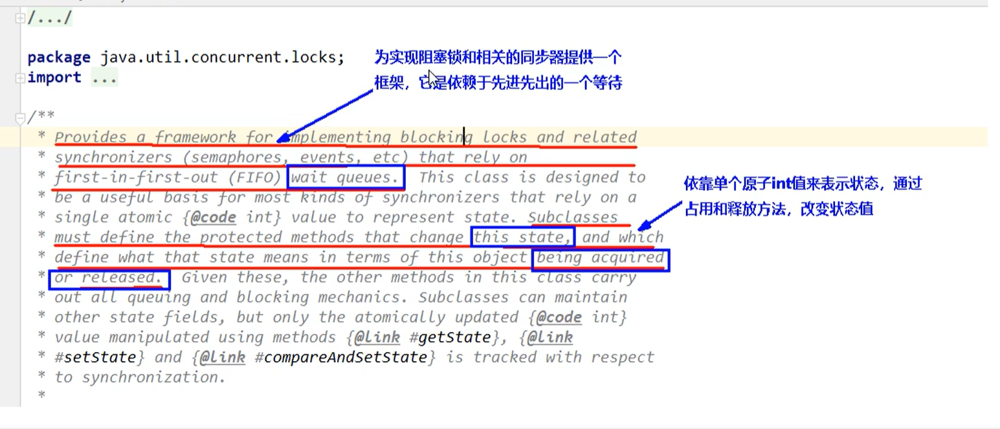 /.../
package java.util.concurrent.locks;
import ...
为实现阻塞锁和相关的同步器提供一个
框架，它是依赖于先进先出的一个等待
/**
* Provides a framework for implementing blocking locks and related
* synchronizers (semaphores, events, etc) that rely on
* first-in-first-out (FIFO) wait queues.  This class is designed to
* be a useful basis for most kinds of synchronizers that rely on a
* single atomic {@code int} value to represent state. Subclasses
* must define the protected methods that change this state, and which
* define what that state means in terms of this object being acquired
* or released.  Given these, the other methods in this class carry
* out all queuing and blocking mechanics. Subclasses can maintain
* other state fields, but only the atomically updated {@code int}
* value manipulated using methods {@link #getState}, {@link
* #setState} and {@link #compareAndSetState} is tracked with respect
* to synchronization.
*
依靠单个原子int值来表示状态，通过
占用和释放方法，改变状态值